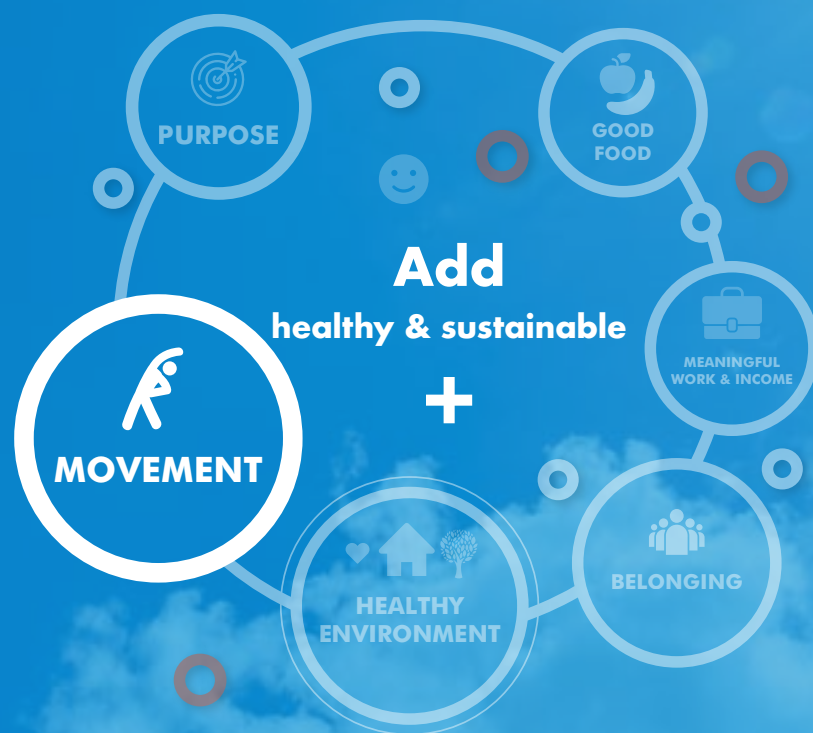 PURPOSE
GOOD
FOOD
Add
healthy & sustainable
+
MEANINGFUL
WORK & INCOME
MOVEMENT
BELONGING
HEALTHY
ENVIRONMENT